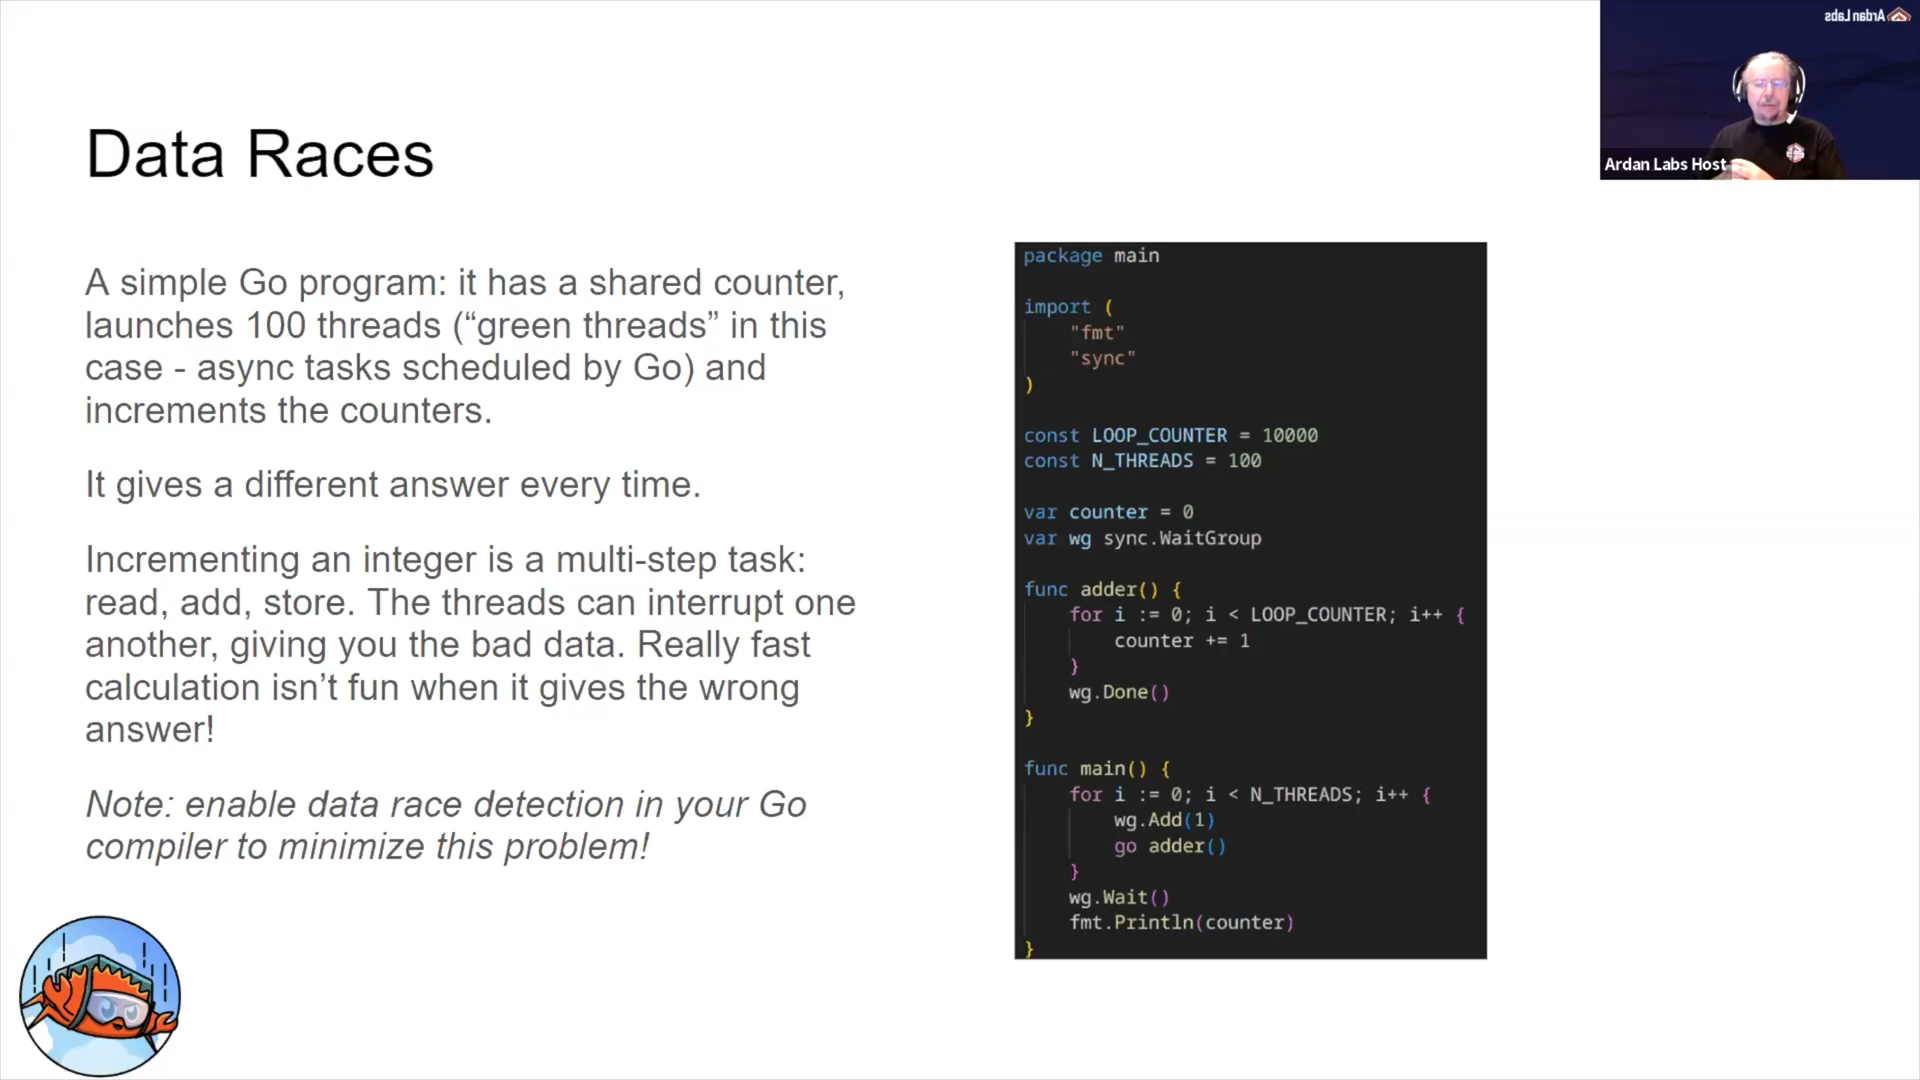 Data Races
A simple Go program: it has a shared counter,
launches 100 threads (“green threads” in this
case - async tasks scheduled by Go) and
increments the counters.
It gives a different answer every time.
Incrementing an integer is a multi-step task:
read, add, store. The threads can interrupt one
another, giving you the bad data. Really fast
calculation isn’t fun when it gives the wrong
answer!
Note: enable data race detection in your Go
compiler to minimize this problem!
package main
import (
"fmt"
"sync"
)
const LOOP_COUNTER = 10000
const N_THREADS = 100
var counter = 0
var wg sync.WaitGroup
func adder() {
for i := 0; i < LOOP_COUNTER; i++ {
counter += 1
}
wg.Done()
}
func main() {
for i := 0; i < N_THREADS; i++ {
wg.Add(1)
go adder()
}
wg.Wait()
fmt.Println(counter)
}
Ardan Labs
Ardan Labs Host